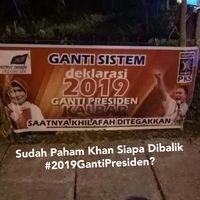 GANTI SISTEM
deklarasi
2019
GANTI PRESIDEN
KALBAR
SAATNYA KHILAFAH DITEGAKKAN
PKS
Sudah Paham Khan Siapa Dibalik
#2019GantiPresiden?